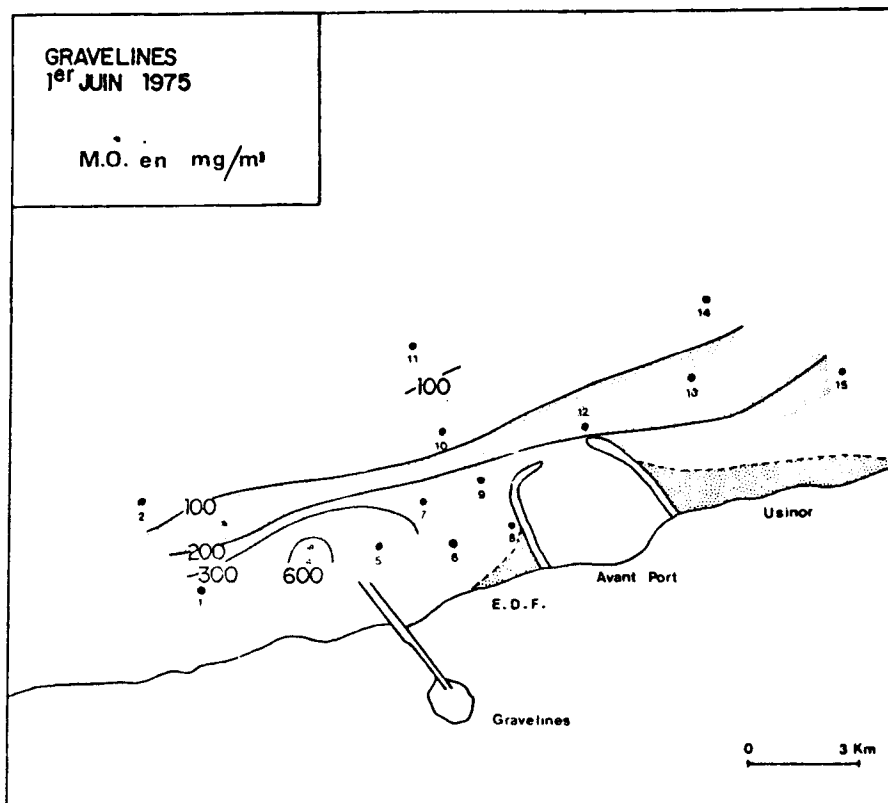 GRAVELINES
1er JUIN 1975
M.O. en mg/m³
14
11
100
13
15
12
10
9
2
100
7
8
200
4
5
6
300
600
1
Usinor
Avant Port
E.D.F.
Gravelines
0 3 Km